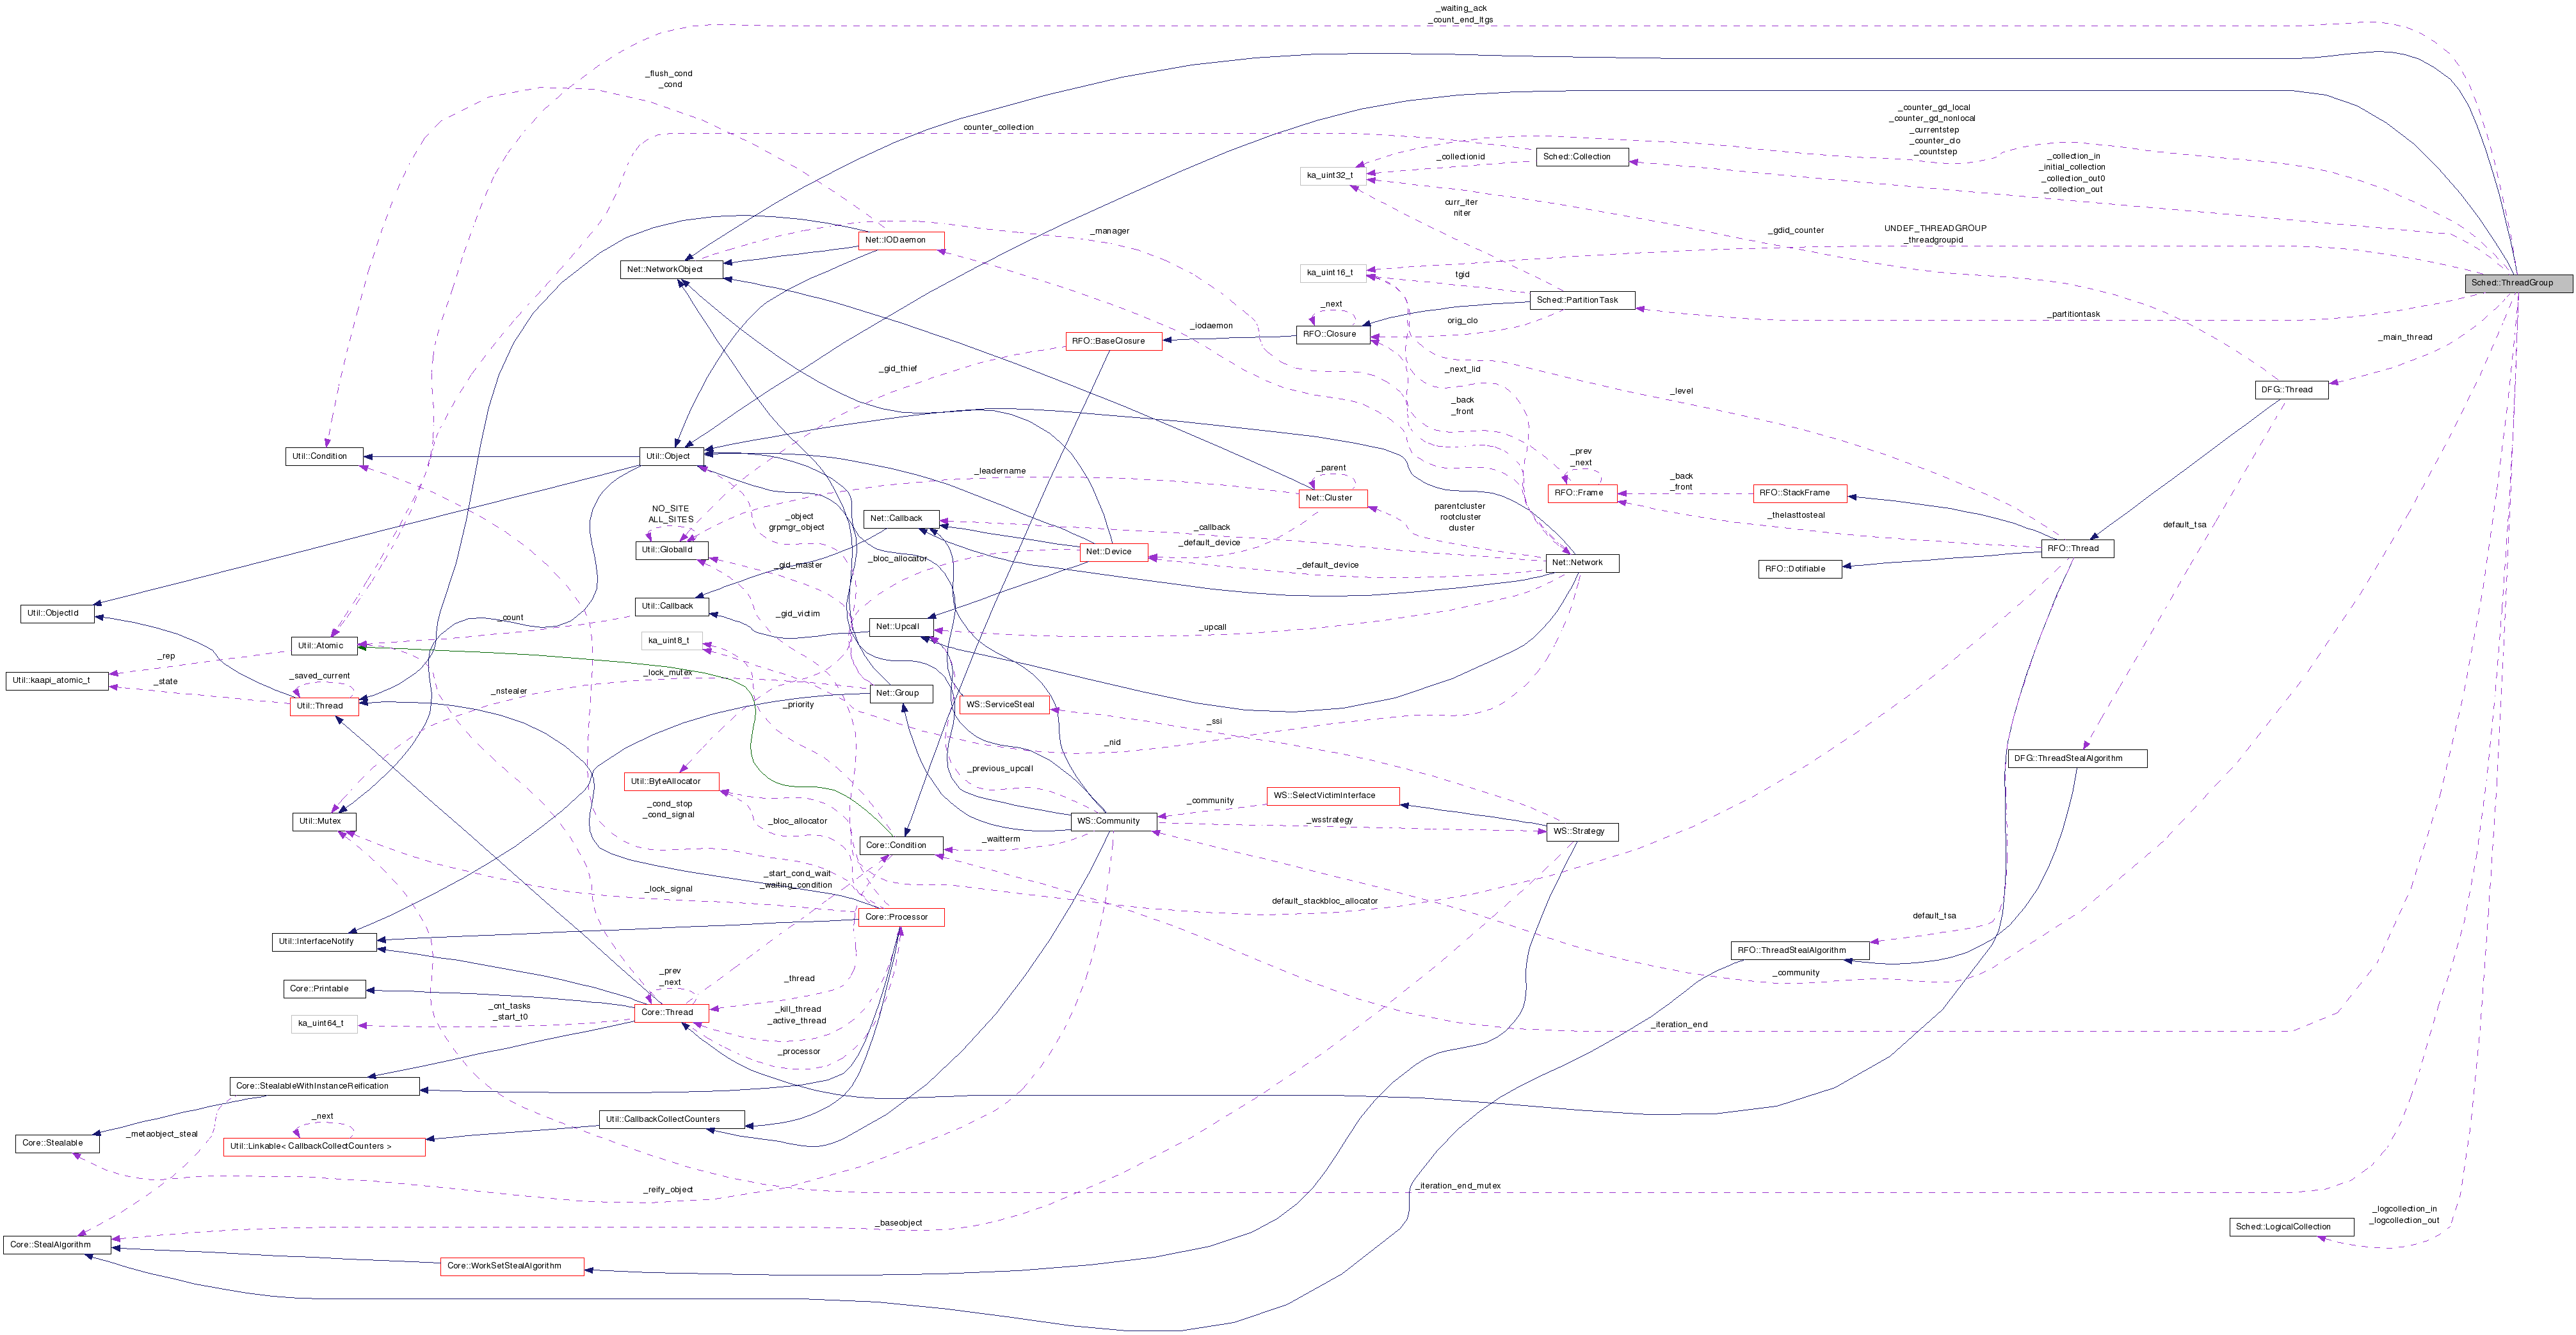 _waiting_ack
_count_end_ltgs
_flush_cond
_cond
counter_collection
_counter_gd_local
_counter_gd_nonlocal
_currentstep
_counter_clo
_countstep
Sched::Collection
_collectionid
_collection_in
_initial_collection
_collection_out0
_collection_out
ka_uint32_t
curr_iter
niter
_manager
_gdid_counter
UNDEF_THREADGROUP
_threadgroupid
Net::IODaemon
Net::NetworkObject
ka_uint16_t
tgid
Sched::ThreadGroup
Sched::PartitionTask
_next
orig_clo
_partitiontask
_iodaemon
RFO::Closure
RFO::BaseClosure
_main_thread
_gid_thief
_next_lid
_level
DFG::Thread
_back
_front
Util::Condition
Util::Object
_prev
_next
_leadername
_parent
_back
_front
Net::Cluster
RFO::Frame
RFO::StackFrame
NO_SITE
ALL_SITES
_object
grpmgr_object
Net::Callback
_callback
parentcluster
rootcluster
cluster
_thelasttosteal
default_tsa
Util::GlobalId
_default_device
Net::Device
_bloc_allocator
_gid_master
_default_device
Net::Network
RFO::Thread
RFO::Dotifiable
Util::ObjectId
_count
Util::Callback
_gid_victim
Net::Upcall
_upcall
Util::Atomic
ka_uint8_t
_rep
Util::kaapi_atomic_t
_state
_saved_current
_lock_mutex
_nstealer
Net::Group
Util::Thread
_priority
WS::ServiceSteal
_ssi
_nid
DFG::ThreadStealAlgorithm
_previous_upcall
Util::ByteAllocator
_cond_stop
_cond_signal
_community
WS::SelectVictimInterface
Util::Mutex
_bloc_allocator
WS::Community
_wsstrategy
WS::Strategy
_waitterm
Core::Condition
_start_cond_wait
_waiting_condition
_lock_signal
default_stackbloc_allocator
Core::Processor
default_tsa
Util::InterfaceNotify
RFO::ThreadStealAlgorithm
_prev
_next
_thread
_community
Core::Printable
_cnt_tasks
_start_t0
Core::Thread
_kill_thread
_active_thread
ka_uint64_t
_iteration_end
_processor
Core::StealableWithInstanceReification
_next
Util::CallbackCollectCounters
_metaobject_steal
Core::Stealable
Util::Linkable< CallbackCollectCounters >
_reify_object
_iteration_end_mutex
_logcollection_in
_logcollection_out
_baseobject
Sched::LogicalCollection
Core::StealAlgorithm
Core::WorkSetStealAlgorithm